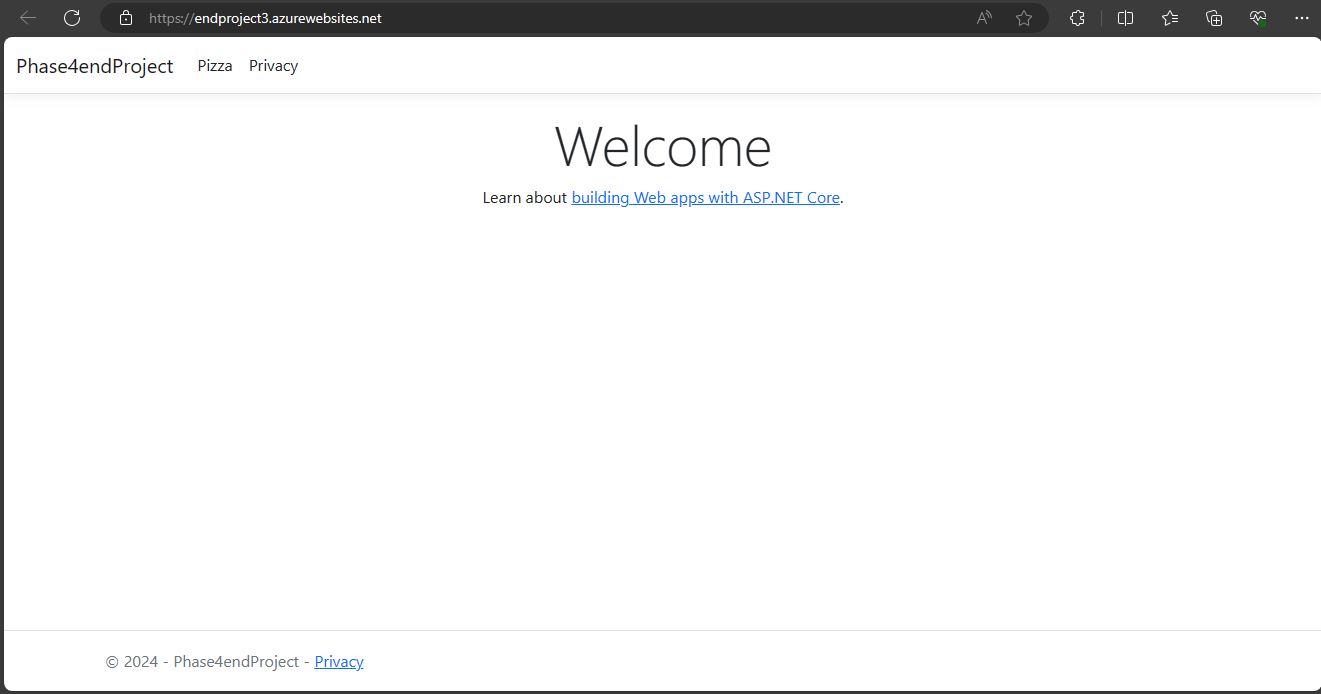 https://endproject3.azurewebsites.net
Phase4endProject Pizza Privacy
Welcome
Learn about building Web apps with ASP.NET Core.
© 2024 - Phase4endProject - Privacy